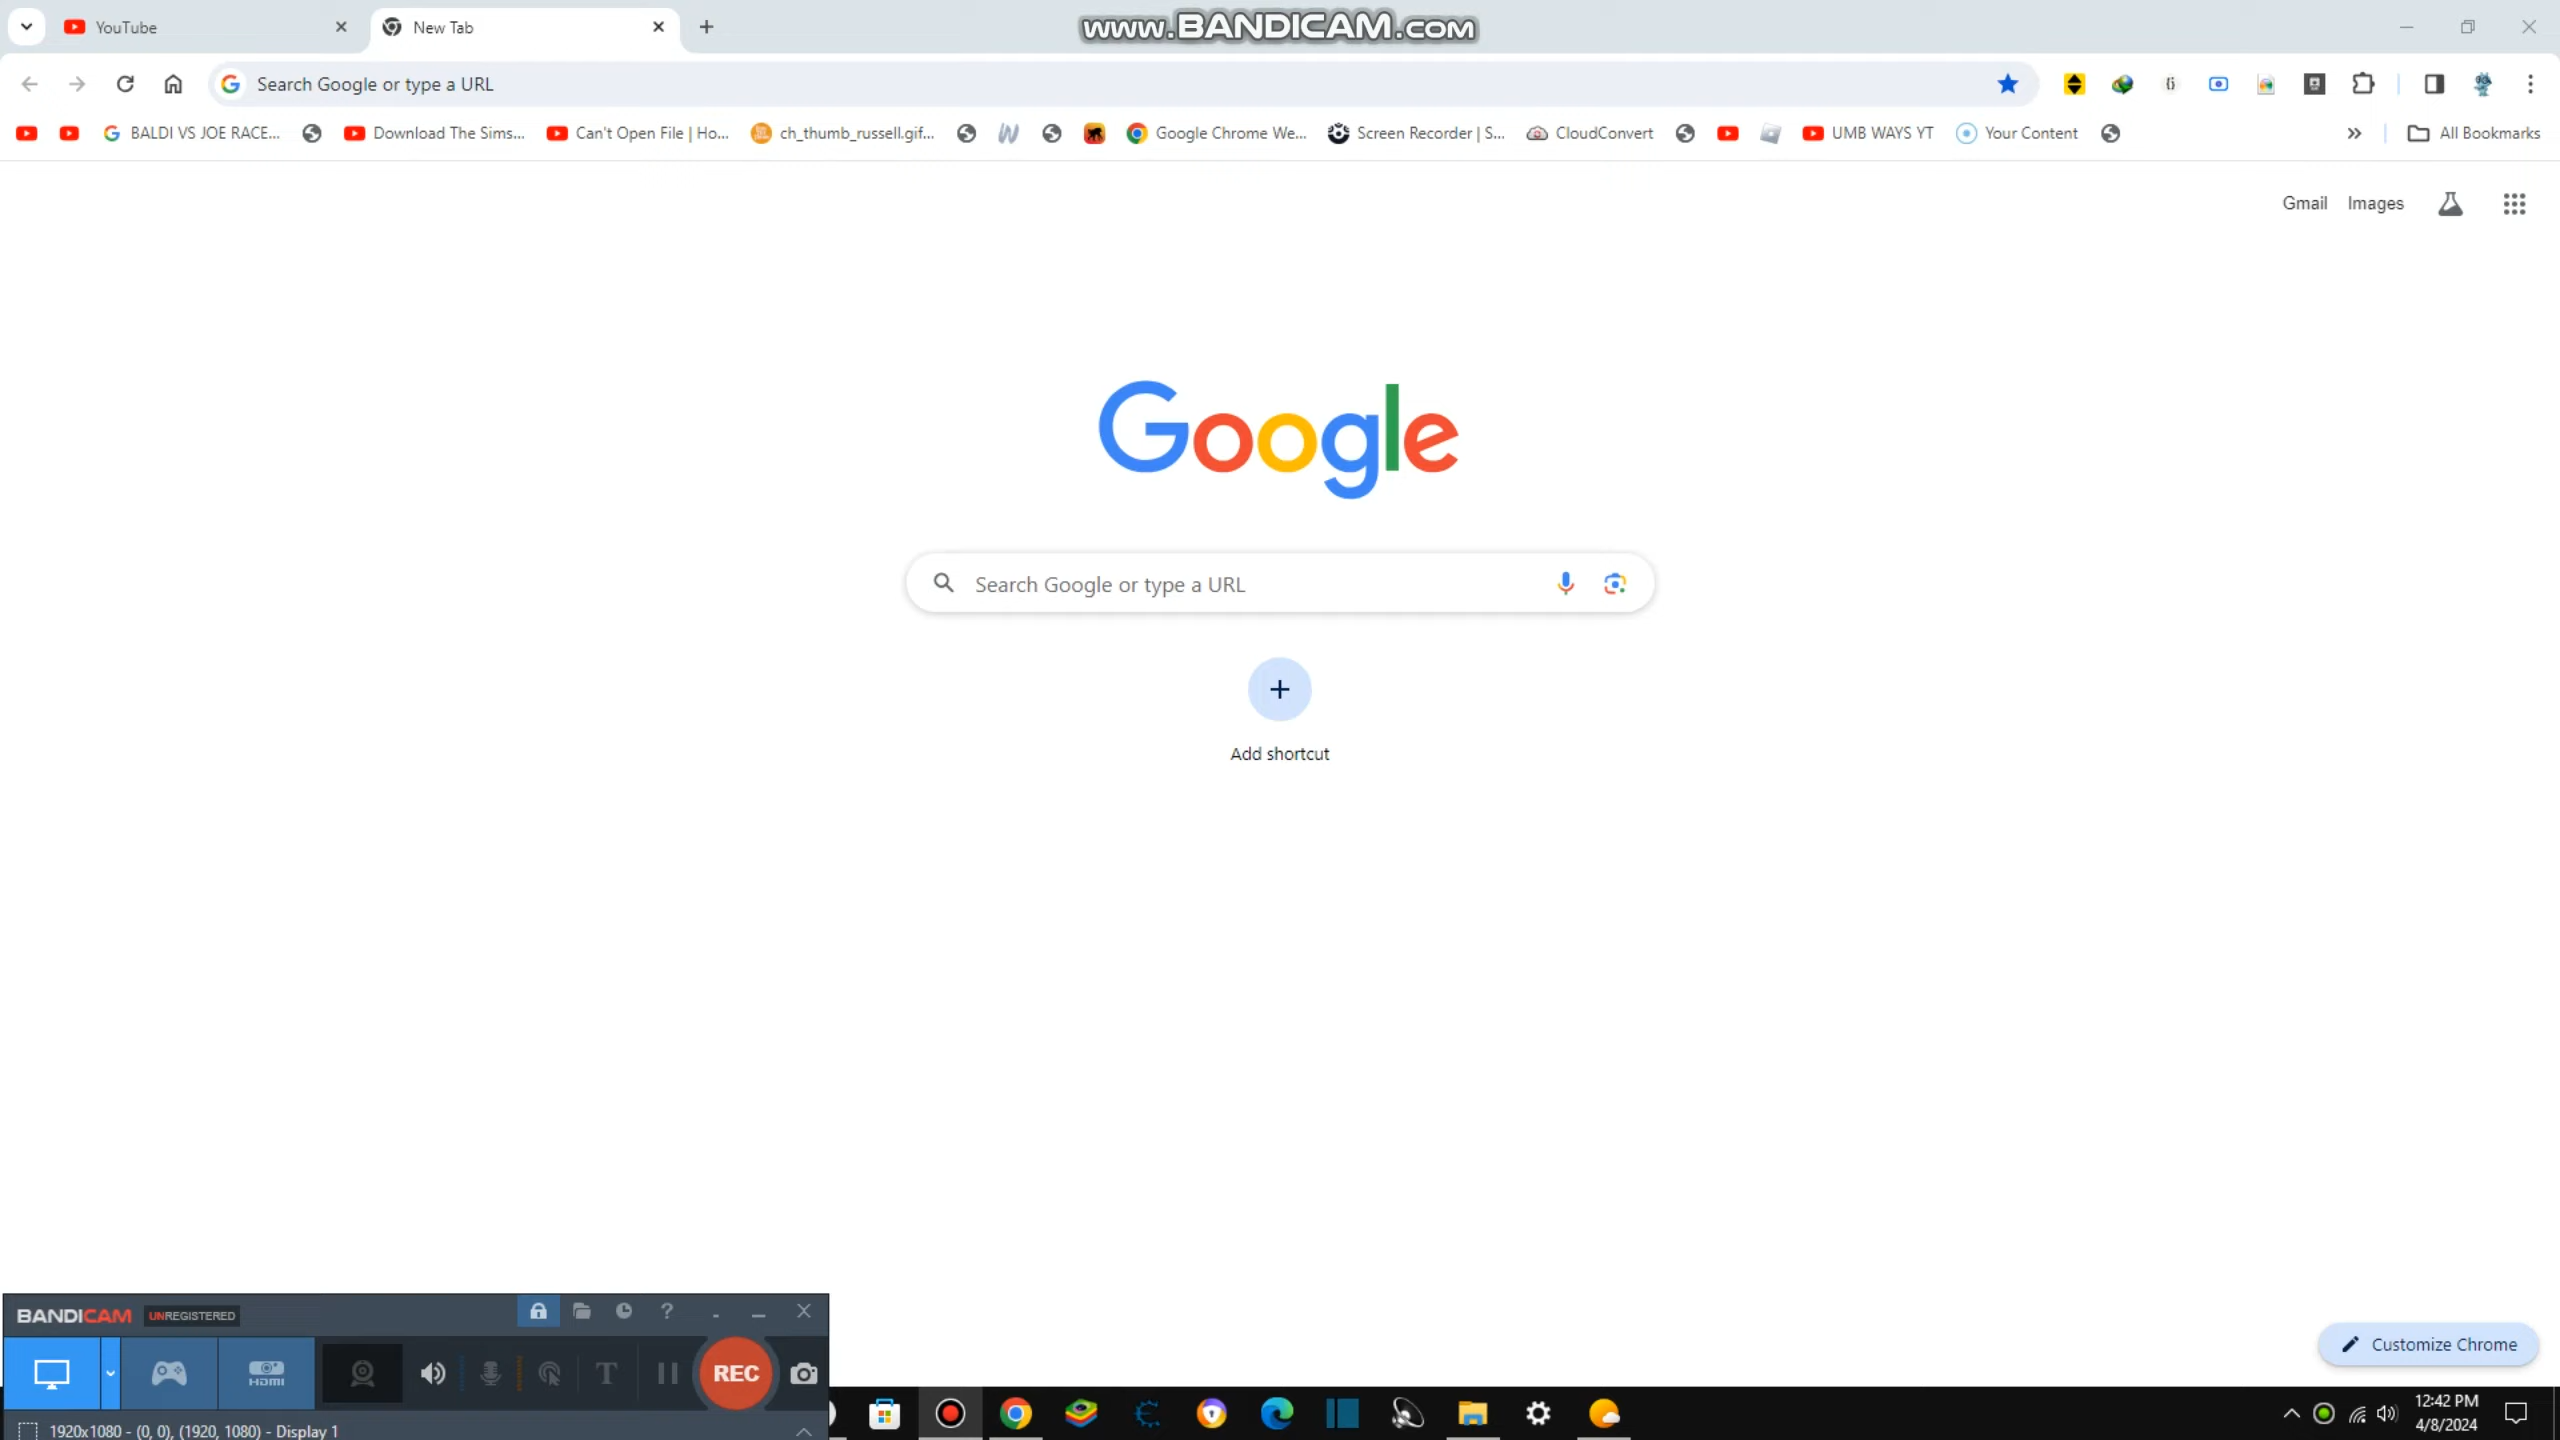 YouTube
New Tab
www.BANDICAM.com
Search Google or type a URL
BALDI VS JOE RACE...
Download The Sims...
Can't Open File | Ho...
ch_thumb_russell.gif...
Google Chrome We...
Screen Recorder | S...
CloudConvert
UMB WAYS YT
Your Content
All Bookmarks
Gmail
Images
Google
Search Google or type a URL
Add shortcut
Customize Chrome
BANDICAM
UNREGISTERED
?
HDMI
T
REC
1920x1080 - (0, 0), (1920, 1080) - Display 1
12:42 PM
4/8/2024